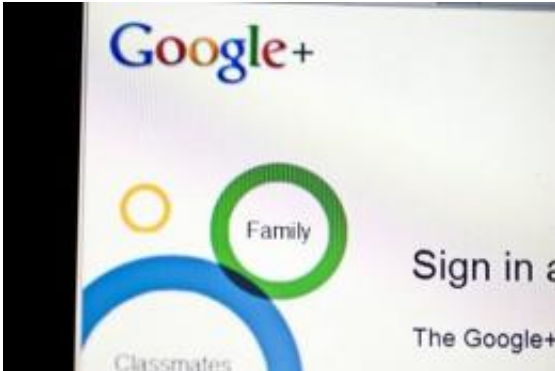 Google+
Family
Sign in
The Google+
Classmates